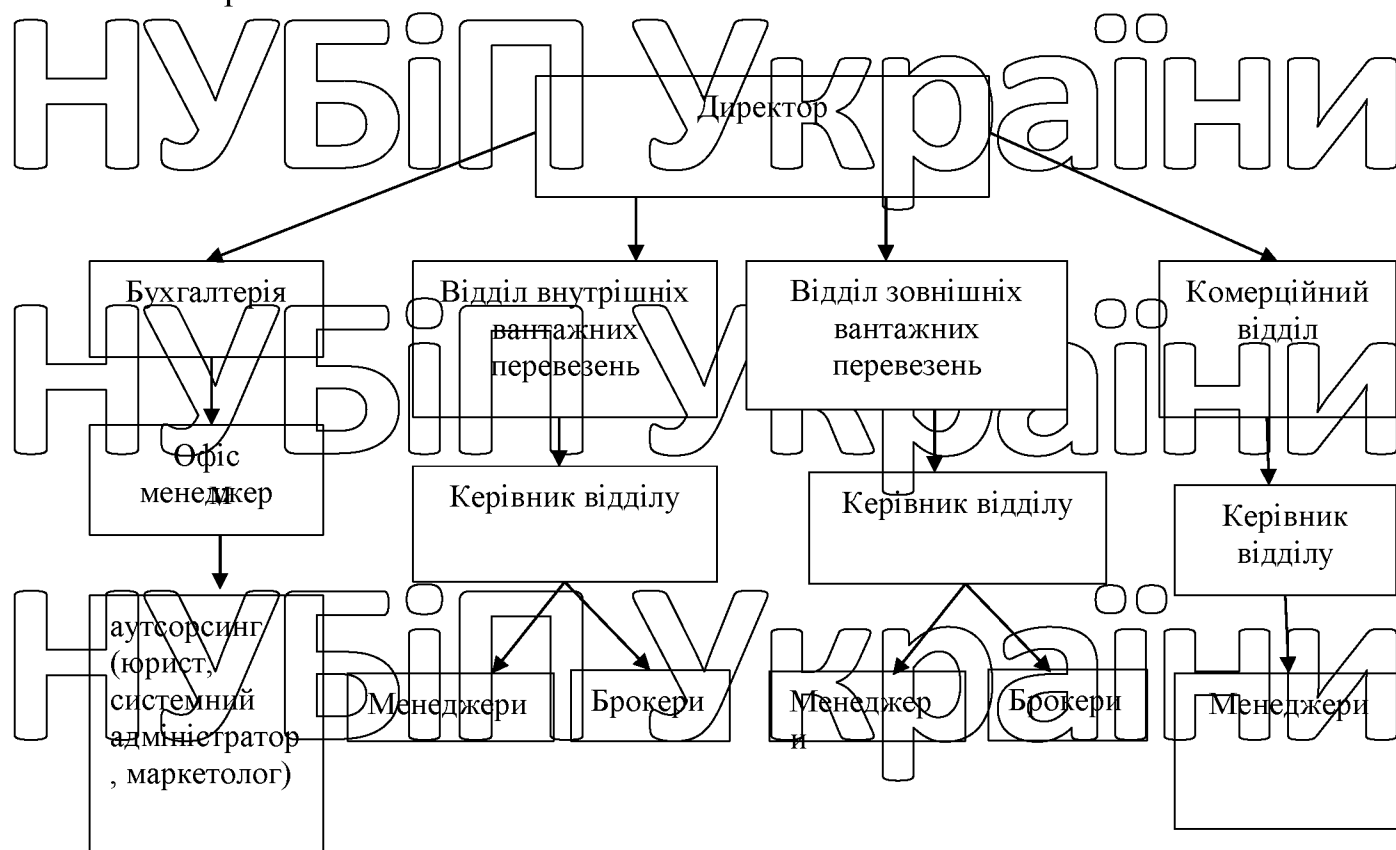 НУБіП України
Директор
Бухгалтерія
Відділ внутрішніх
вантажних
перевезень
Відділ зовнішніх
вантажних
перевезень
Комерційний
відділ
НУБіП України
Офіс
менеджер
м
Керівник відділу
Керівник відділу
Керівник
відділу
НУБіП України
аутсорсинг
(юрист,
системний
адміністратор
, маркетолог)
Менеджери
Брокери
Менеджер
и
Брокери
Менеджери